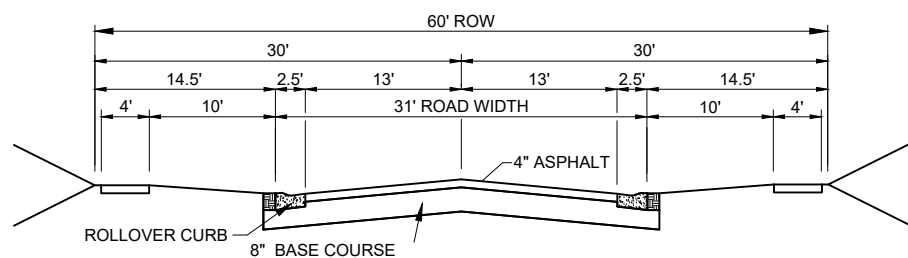 60' ROW
30' 30'
14.5' 2.5' 13' 13' 2.5' 14.5'
4' 10' 31' ROAD WIDTH 10' 4'
4" ASPHALT
ROLLOVER CURB
8" BASE COURSE